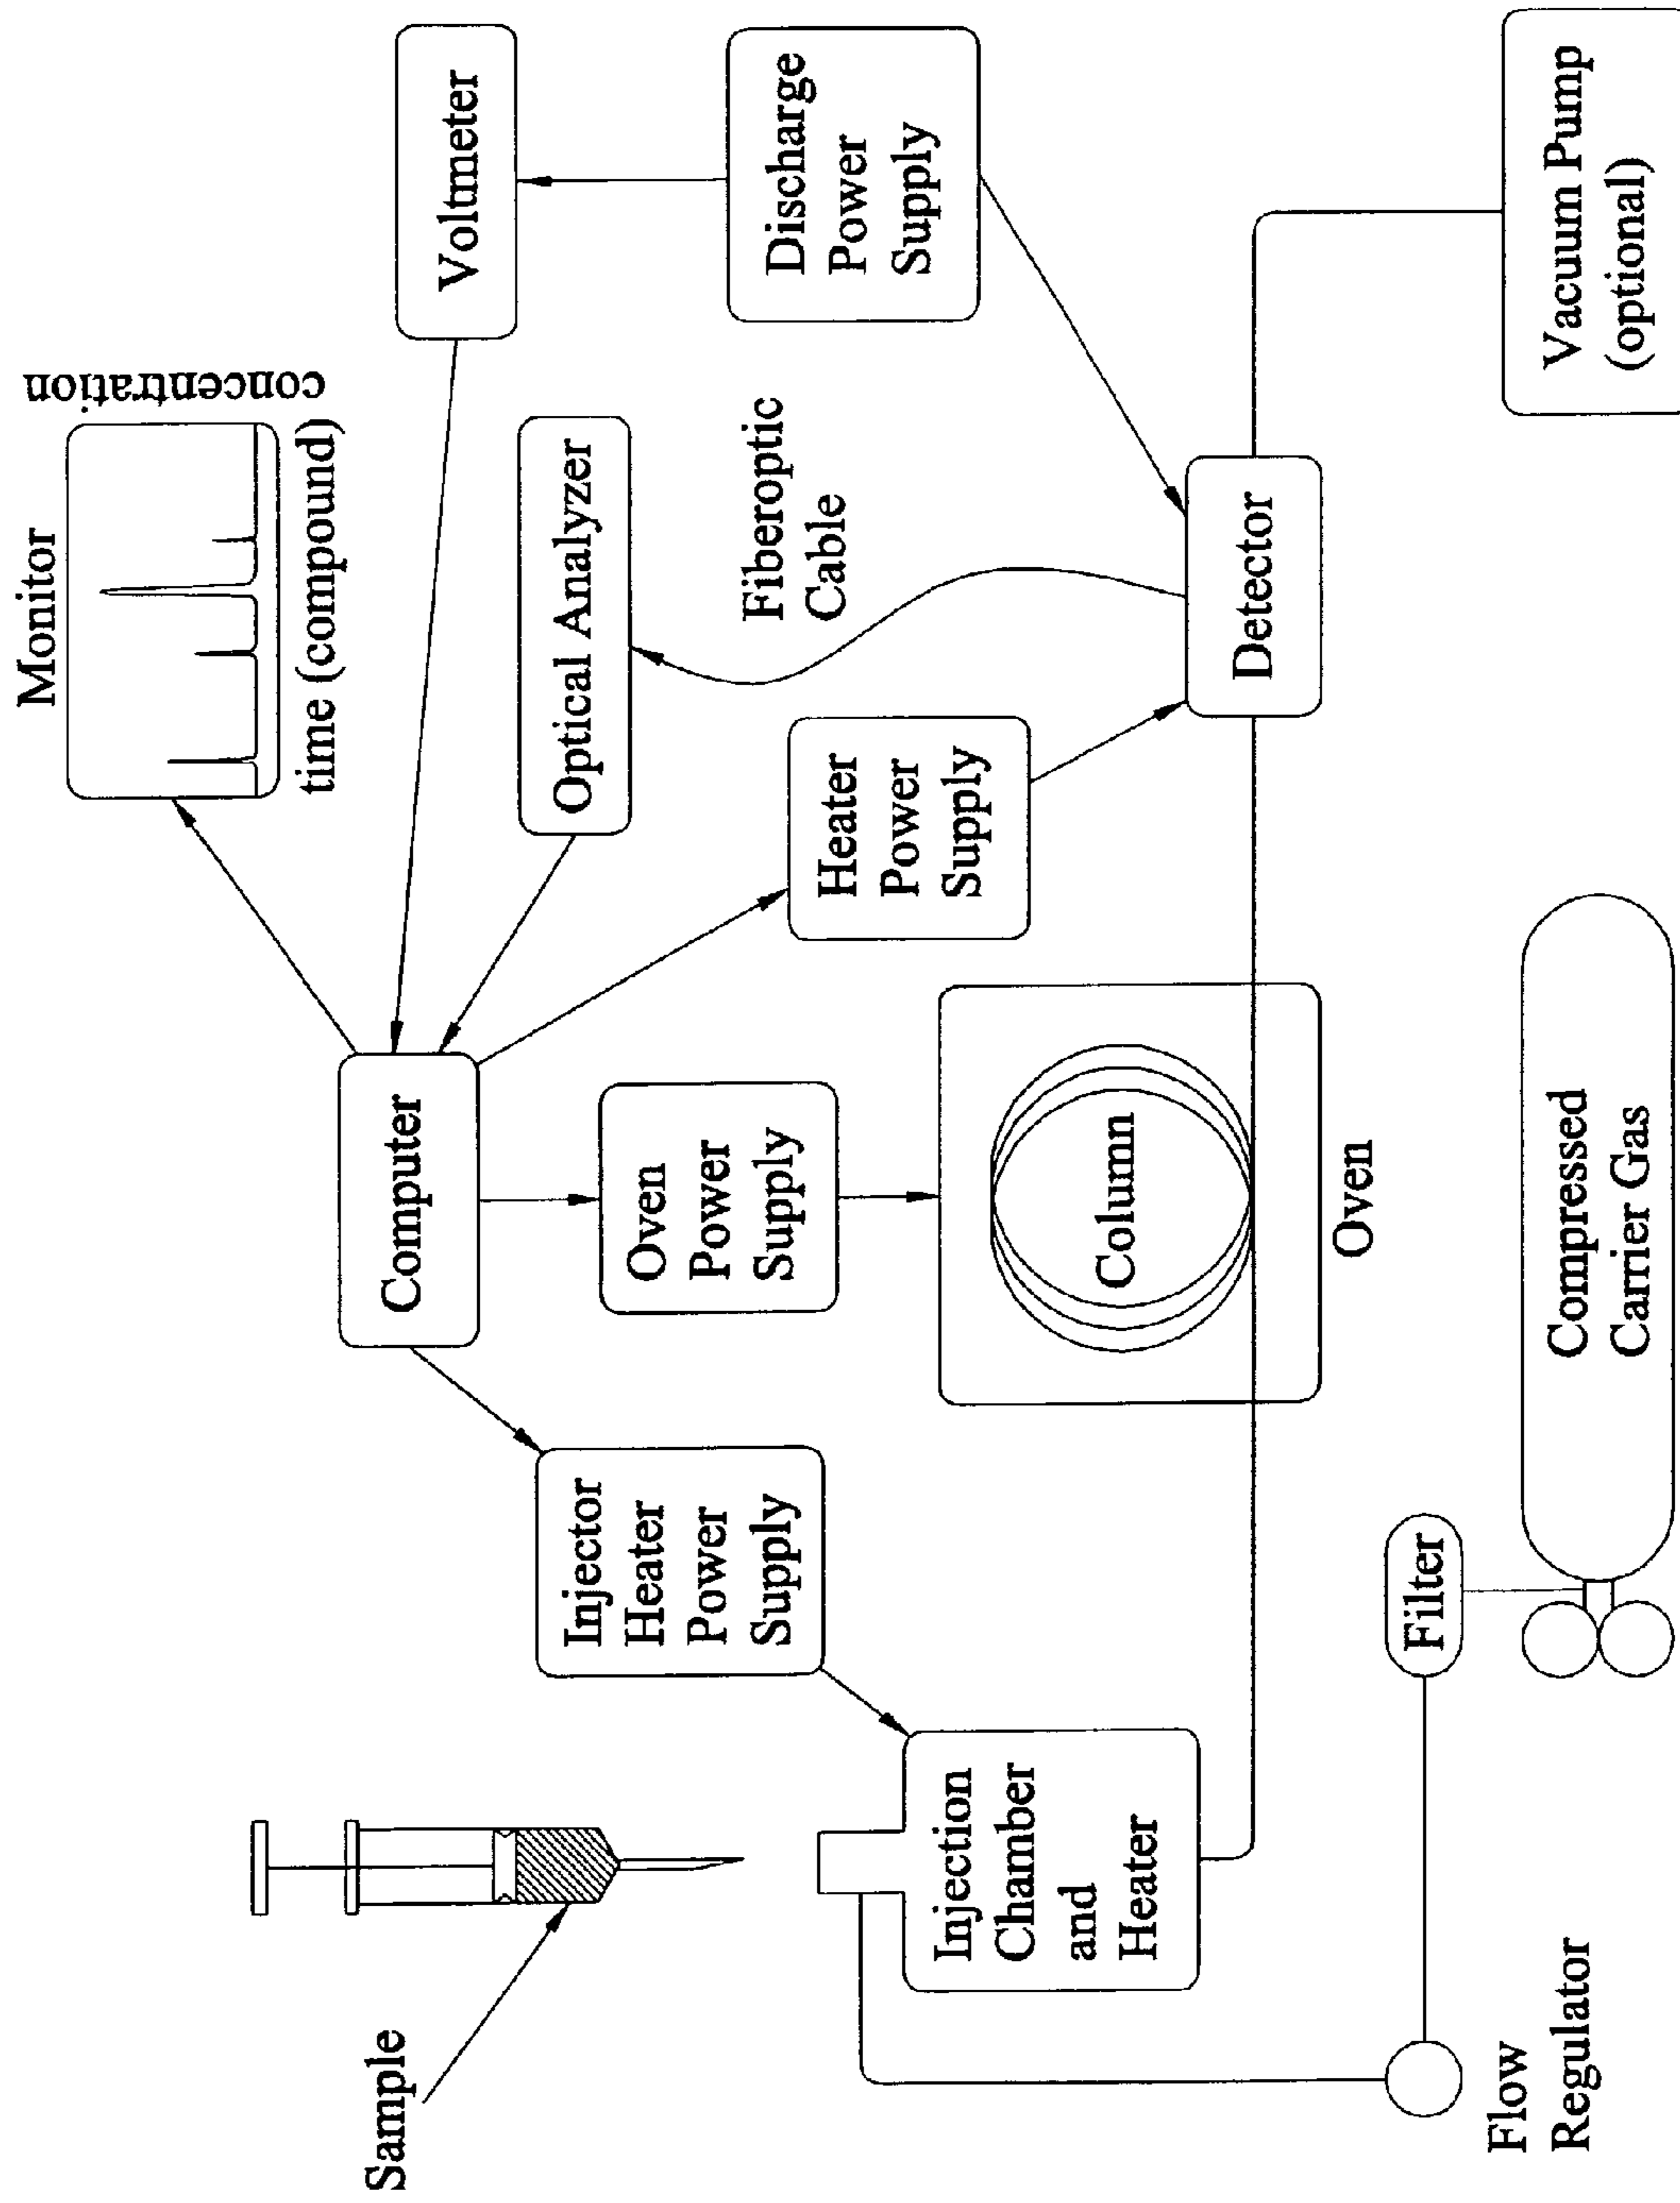 Monitor
concentration
time (compound)
Sample
Computer
Voltmeter
Optical Analyzer
Injector
Heater
Power
Supply
Oven
Power
Supply
Heater
Power
Supply
Fiberoptic
Cable
Discharge
Power
Supply
Injection
Chamber
and
Heater
Column
Oven
Detector
Flow
Regulator
Filter
Compressed
Carrier Gas
Vacuum Pump
(optional)